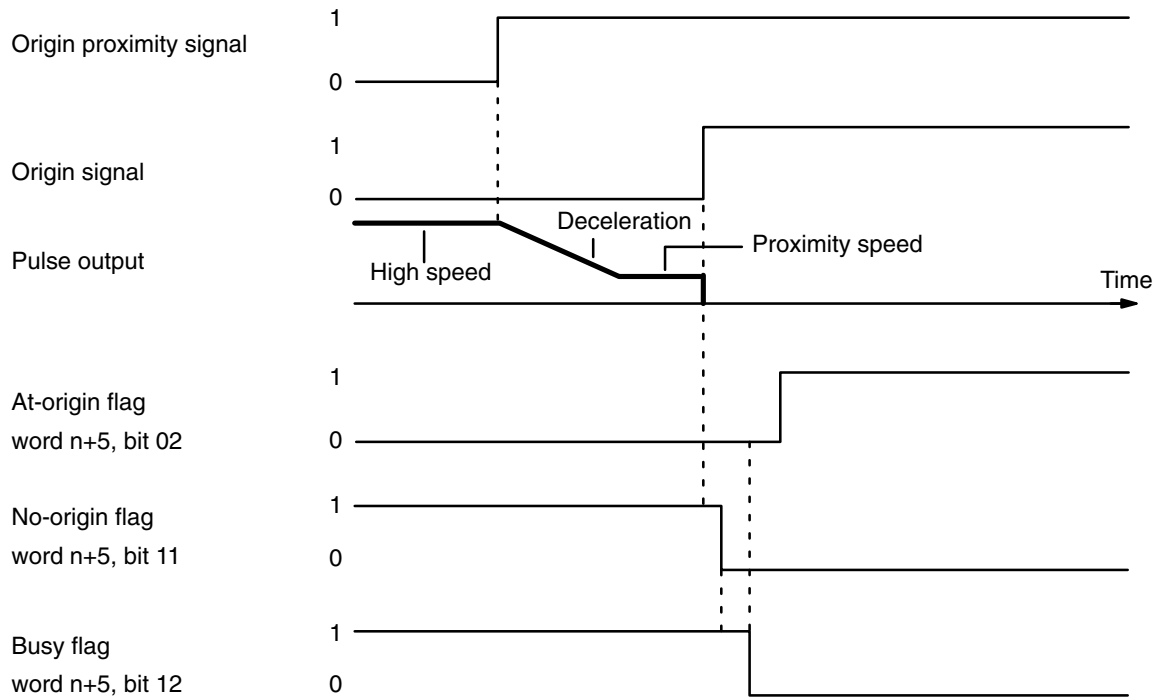 1
Origin proximity signal
0
1
Origin signal
0
Deceleration
Proximity speed
Pulse output
High speed
Time
1
At-origin flag
word n+5, bit 02
0
1
No-origin flag
word n+5, bit 11
0
1
Busy flag
word n+5, bit 12
0